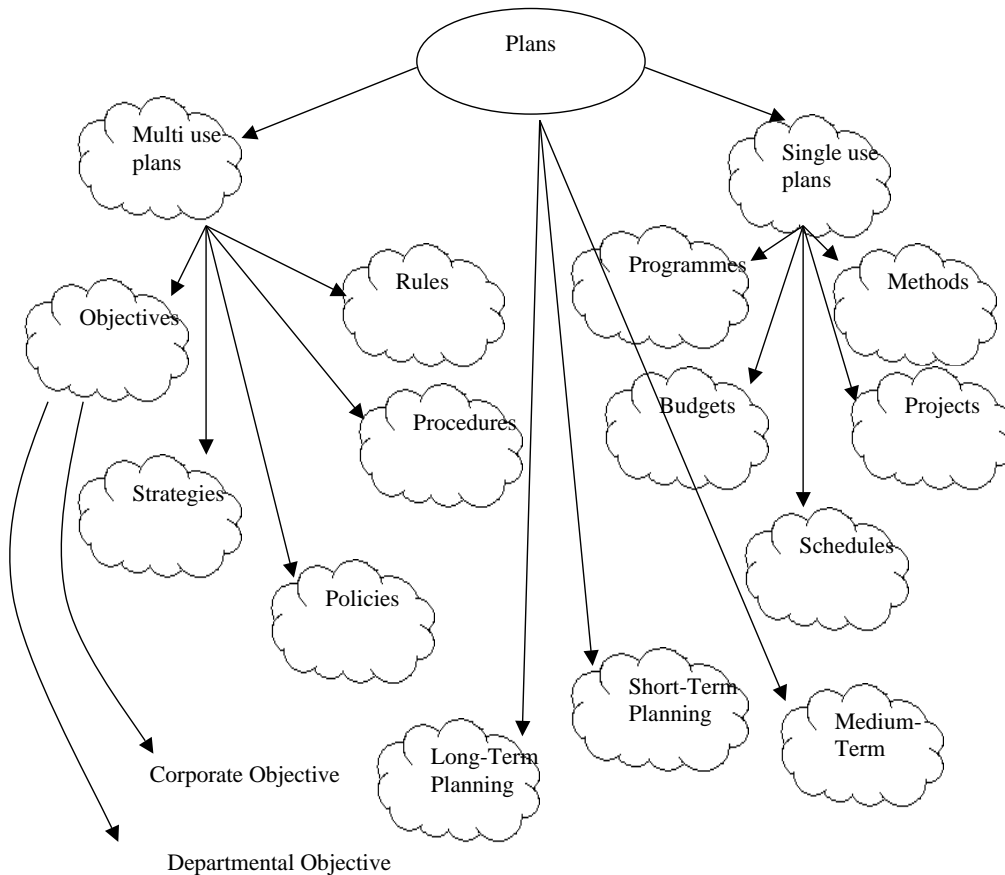 Plans
Multi use
plans
Single use
plans
Rules
Programmes
Methods
Objectives
Procedures
Budgets
Projects
Strategies
Schedules
Policies
Short-Term
Planning
Medium-
Term
Long-Term
Planning
Corporate Objective
Departmental Objective